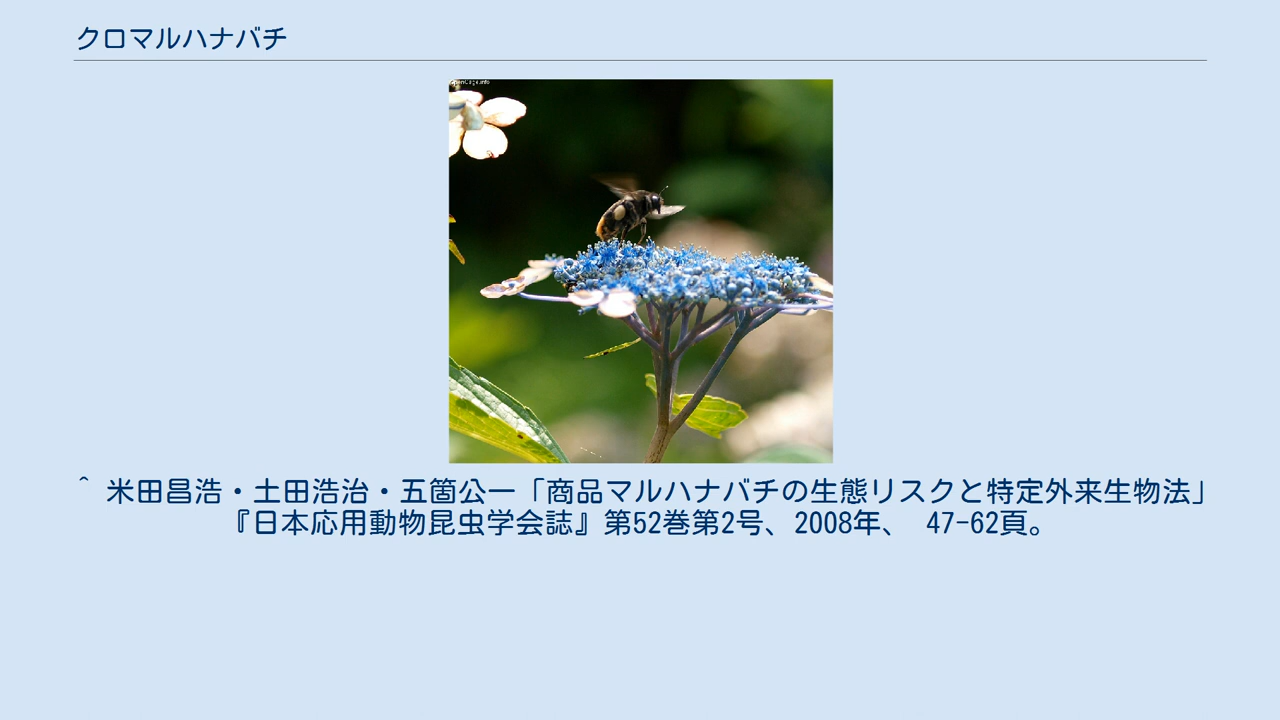 クロマルハナバチ
^ 米田昌浩・土田浩治・五箇公一「商品マルハナバチの生態リスクと特定外来生物法」
『日本応用動物昆虫学会誌』第52巻第2号、2008年、 47-62頁。